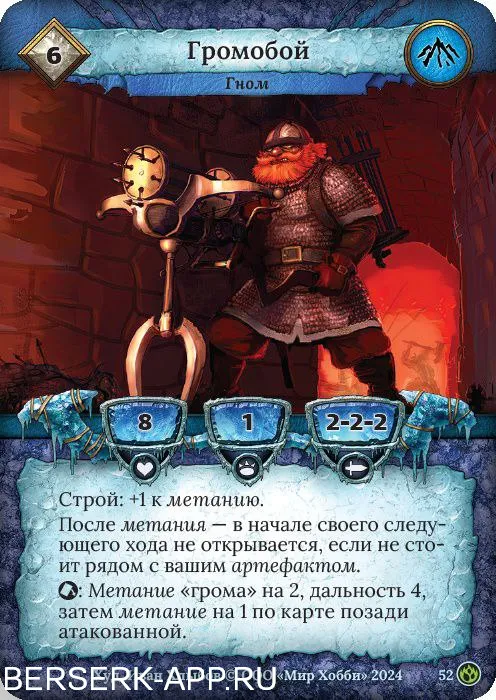 6
Громобой
Гном
8
1
2-2-2
Строй: +1 к метанию.
После метания — в начале своего следу-
ющего хода не открывается, если не сто-
ит рядом с вашим артефактом.
: Метание «грома» на 2, дальность 4,
затем метание на 1 по карте позади
атакованной.
© ООО «Мир Хобби» 2024
52
BERSERK-APP.RU